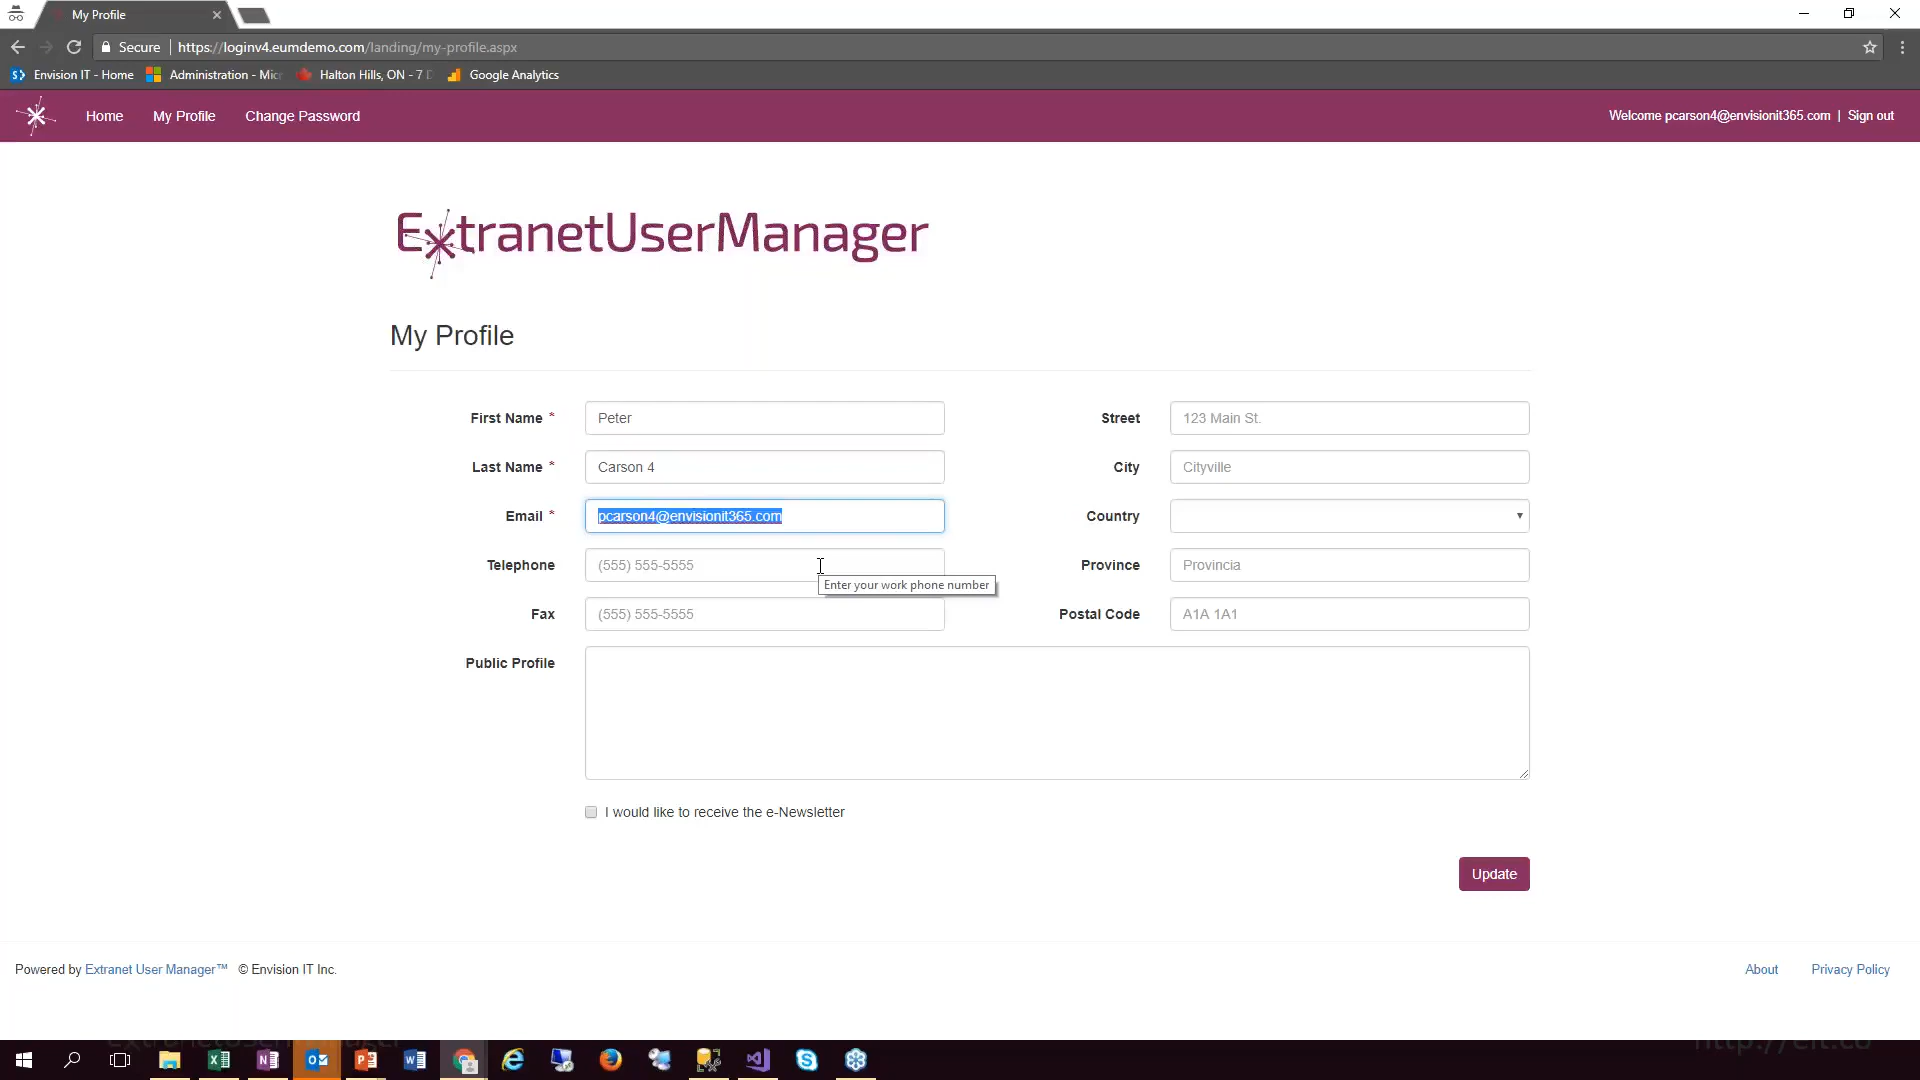 My Profile
Secure https://loginv4.eumdemo.com/landing/my-profile.aspx
Envision IT - Home Administration - Mic Halton Hills, ON - 7 D Google Analytics
Home My Profile Change Password Welcome pcarson4@envisionit365.com | Sign out
ExtranetUserManager
My Profile
First Name * Peter Street 123 Main St.
Last Name * Carson 4 City Cityville
Email * pcarson4@envisionit365.com Country
Telephone (555) 555-5555 Province Provincia
Enter your work phone number
Fax (555) 555-5555 Postal Code A1A 1A1
Public Profile
I would like to receive the e-Newsletter
Update
Powered by Extranet User Manager™ © Envision IT Inc. About Privacy Policy